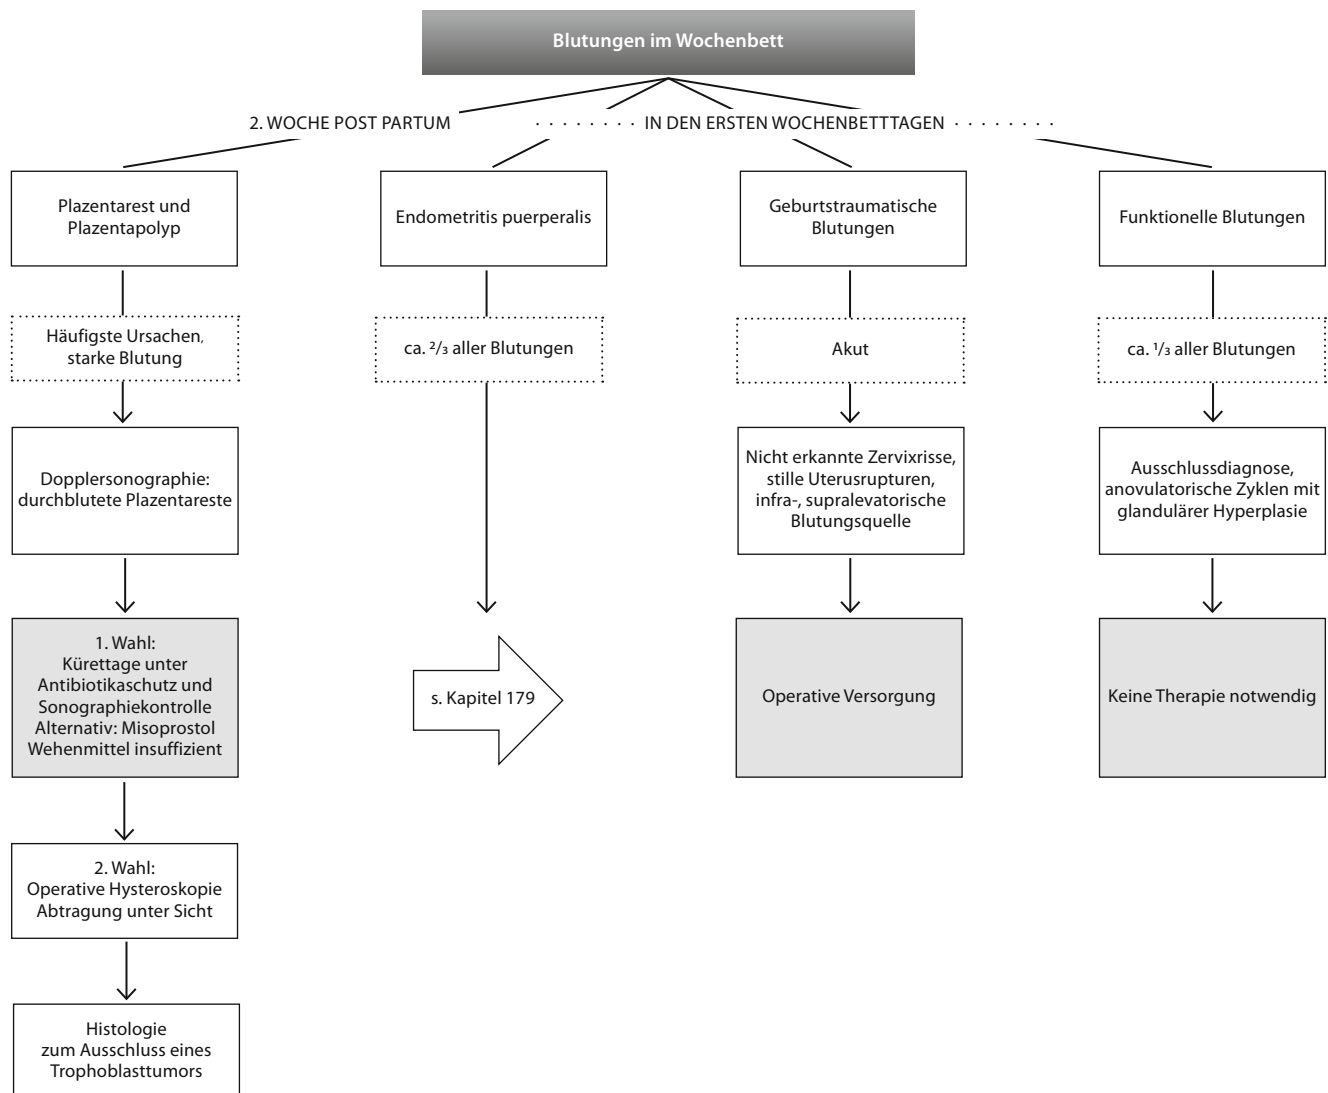 Blutungen im Wochenbett
2. WOCHE POST PARTUM
IN DEN ERSTEN WOCHENBETTTAGEN
Plazentarest und
Plazentapolyp
Häufigste Ursachen,
starke Blutung
Dopplersonographie:
durchblutete Plazentareste
1. Wahl:
Kürettage unter
Antibiotikaschutz und
Sonographiekontrolle
Alternativ: Misoprostol
Wehenmittel insuffizient
2. Wahl:
Operative Hysteroskopie
Abtragung unter Sicht
Histologie
zum Ausschluss eines
Trophoblasttumors
Endometritis puerperalis
ca. ²/₃ aller Blutungen
s. Kapitel 179
Geburtstraumatische
Blutungen
Akut
Nicht erkannte Zervixrisse,
stille Uterusrupturen,
infra-, supralevatorische
Blutungsquelle
Operative Versorgung
Funktionelle Blutungen
ca. ¹/₃ aller Blutungen
Ausschlussdiagnose,
anovulatorische Zyklen mit
glandulärer Hyperplasie
Keine Therapie notwendig